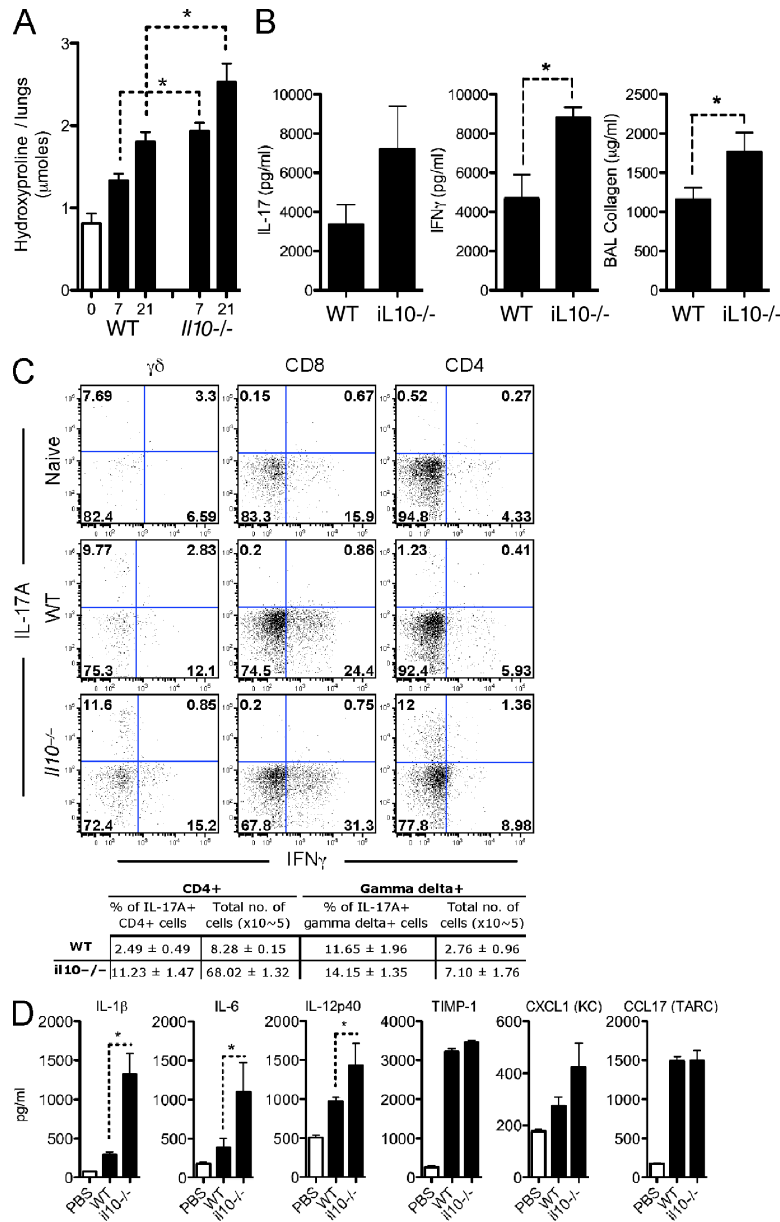 A
Hydroxyproline / lungs
(μmoles)
3
2
1
0
*
*
0 7 21 7 21
WT Il10-/-
B
IL-17 (pg/ml)
10000
8000
6000
4000
2000
0
WT iL10-/-
IFNγ (pg/ml)
10000
8000
6000
4000
2000
0
*
WT iL10-/-
BAL Collagen (μg/ml)
2500
2000
1500
1000
500
0
*
WT iL10-/-
C
γδ CD8 CD4
IL-17A
Naive
7.69 3.3 0.15 0.67 0.52 0.27
82.4 6.59 83.3 15.9 94.8 4.33
WT
9.77 2.83 0.2 0.86 1.23 0.41
75.3 12.1 74.5 24.4 92.4 5.93
Il10-/-
11.6 0.85 0.2 0.75 12 1.36
72.4 15.2 67.8 31.3 77.8 8.98
IFNγ
CD4+ Gamma delta+
% of IL-17A+ CD4+ cells Total no. of cells (x10~5) % of IL-17A+ gamma delta+ cells Total no. of cells (x10~5)
WT 2.49 ± 0.49 8.28 ± 0.15 11.65 ± 1.96 2.76 ± 0.96
il10-/- 11.23 ± 1.47 68.02 ± 1.32 14.15 ± 1.35 7.10 ± 1.76
D
pg/ml
IL-1β
2000
1500
1000
500
0
*
PBS WT il10-/-
IL-6
2000
1500
1000
500
0
*
PBS WT il10-/-
IL-12p40
2000
1500
1000
500
0
*
PBS WT il10-/-
TIMP-1
4000
3000
2000
1000
0
PBS WT il10-/-
CXCL1 (KC)
600
400
200
0
PBS WT il10-/-
CCL17 (TARC)
2000
1500
1000
500
0
PBS WT il10-/-